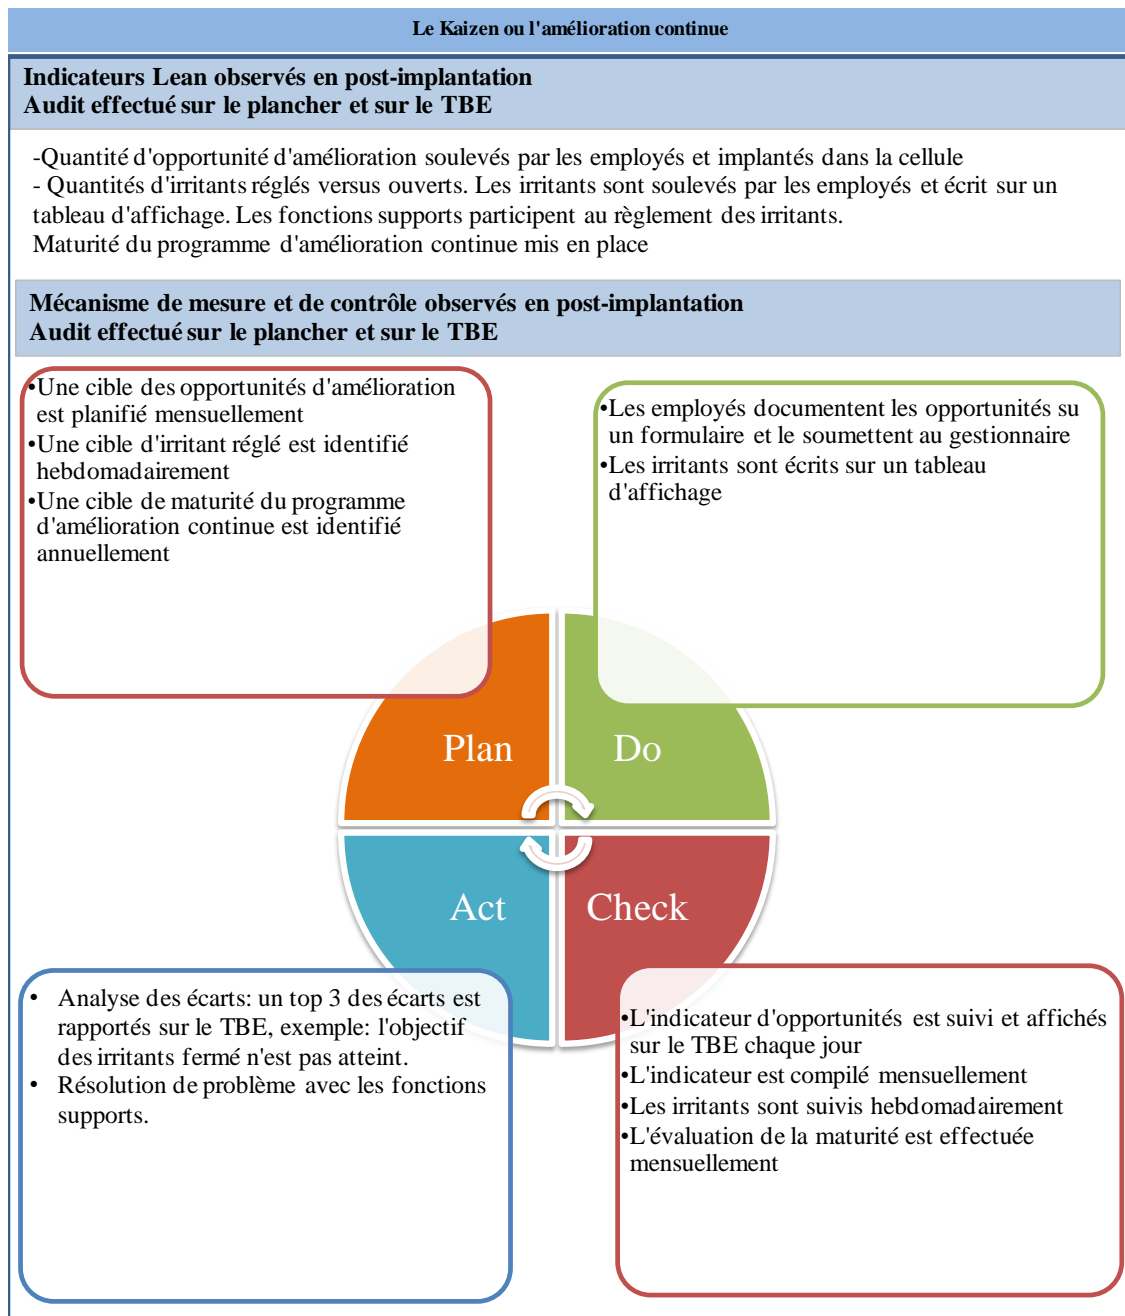 Le Kaizen ou l'amélioration continue
Indicateurs Lean observés en post-implantation
Audit effectué sur le plancher et sur le TBE
-Quantité d'opportunité d'amélioration soulevés par les employés et implantés dans la cellule
- Quantités d'irritants réglés versus ouverts. Les irritants sont soulevés par les employés et écrit sur un
tableau d'affichage. Les fonctions supports participent au règlement des irritants.
Maturité du programme d'amélioration continue mis en place
Mécanisme de mesure et de contrôle observés en post-implantation
Audit effectué sur le plancher et sur le TBE
•Une cible des opportunités d'amélioration
est planifié mensuellement
•Une cible d'irritant réglé est identifié
hebdomadairement
•Une cible de maturité du programme
d'amélioration continue est identifié
annuellement
•Les employés documentent les opportunités su
un formulaire et le soumettent au gestionnaire
•Les irritants sont écrits sur un tableau
d'affichage
Plan
Do
Act
Check
• Analyse des écarts: un top 3 des écarts est
rapportés sur le TBE, exemple: l'objectif
des irritants fermé n'est pas atteint.
• Résolution de problème avec les fonctions
supports.
•L'indicateur d'opportunités est suivi et affichés
sur le TBE chaque jour
•L'indicateur est compilé mensuellement
•Les irritants sont suivis hebdomadairement
•L'évaluation de la maturité est effectuée
mensuellement